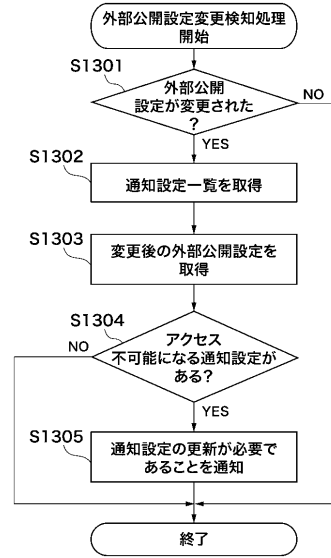 外部公開設定変更検知処理
開始
S1301
外部公開
設定が変更された
?
NO
YES
S1302
通知設定一覧を取得
S1303
変更後の外部公開設定を
取得
S1304
アクセス
不可能になる通知設定が
ある?
NO
YES
S1305
通知設定の更新が必要で
あることを通知
終了